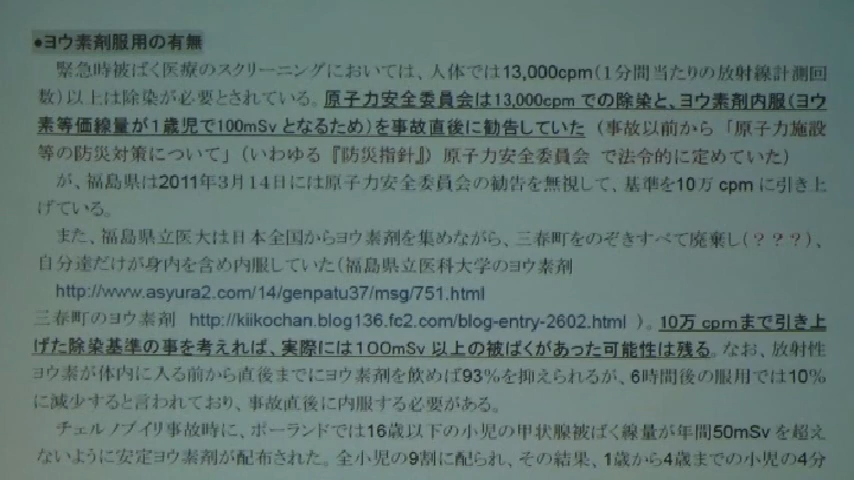 ●ヨウ素剤服用の有無
緊急時被ばく医療のスクリーニングにおいては、人体では13,000cpm(１分間当たりの放射線計測回
数)以上は除染が必要とされている。原子力安全委員会は13,000cpm での除染と、ヨウ素剤内服(ヨウ
素等価線量が１歳児で100mSv となるため)を事故直後に勧告していた（事故以前から「原子力施設
等の防災対策について」（いわゆる『防災指針』）原子力安全委員会 で法令的に定めていた）
が、福島県は2011年３月１４日には原子力安全委員会の勧告を無視して、基準を10万 cpm に引き上
げている。
また、福島県立医大は日本全国からヨウ素剤を集めながら、三春町をのぞきすべて廃棄し(？？？)、
自分達だけが身内を含め内服していた（福島県立医科大学のヨウ素剤
http://www.asyura2.com/14/genpatu37/msg/751.html
三春町のヨウ素剤 http://kiikochan.blog136.fc2.com/blog-entry-2602.html ）。10万 cpm まで引き上
げた除染基準の事を考えれば、実際には１００mSv 以上の被ばくがあった可能性は残る。なお、放射性
ヨウ素が体内に入る前から直後までにヨウ素剤を飲めば93％を抑えられるが、6時間後の服用では10％
に減少すると言われており、事故直後に内服する必要がある。
チェルノブイリ事故時に、ポーランドでは16歳以下の小児の甲状腺被ばく線量が年間50mSv を超え
ないように安定ヨウ素剤が配布された。全小児の9割に配られ、その結果、1歳から4歳までの小児の4分